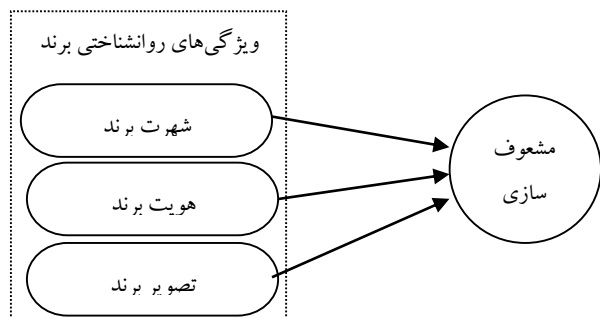 ویژگی‌های روانشناختی برند
شهرت برند
هویت برند
تصویر برند
مشعوف
سازی